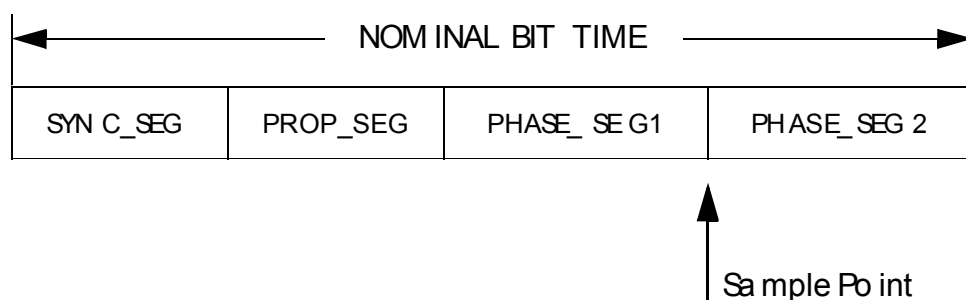 NOMINAL BIT TIME
SYNC_SEG PROP_SEG PHASE_SEG1 PHASE_SEG2
Sample Point